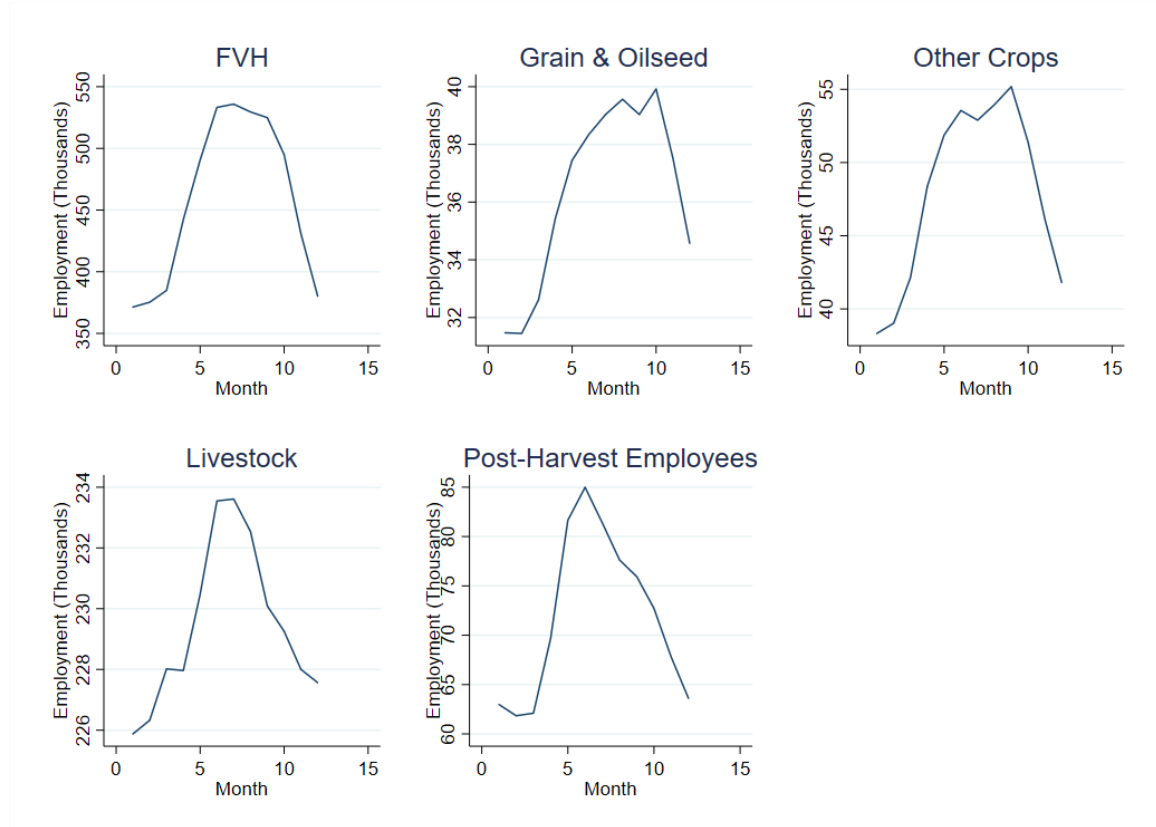 FVH
Employment (Thousands)
550
500
450
400
350
0 5 10 15
Month
Grain & Oilseed
Employment (Thousands)
40
38
36
34
32
0 5 10 15
Month
Other Crops
Employment (Thousands)
55
50
45
40
0 5 10 15
Month
Livestock
Employment (Thousands)
234
232
230
228
226
0 5 10 15
Month
Post-Harvest Employees
Employment (Thousands)
85
80
75
70
65
60
0 5 10 15
Month